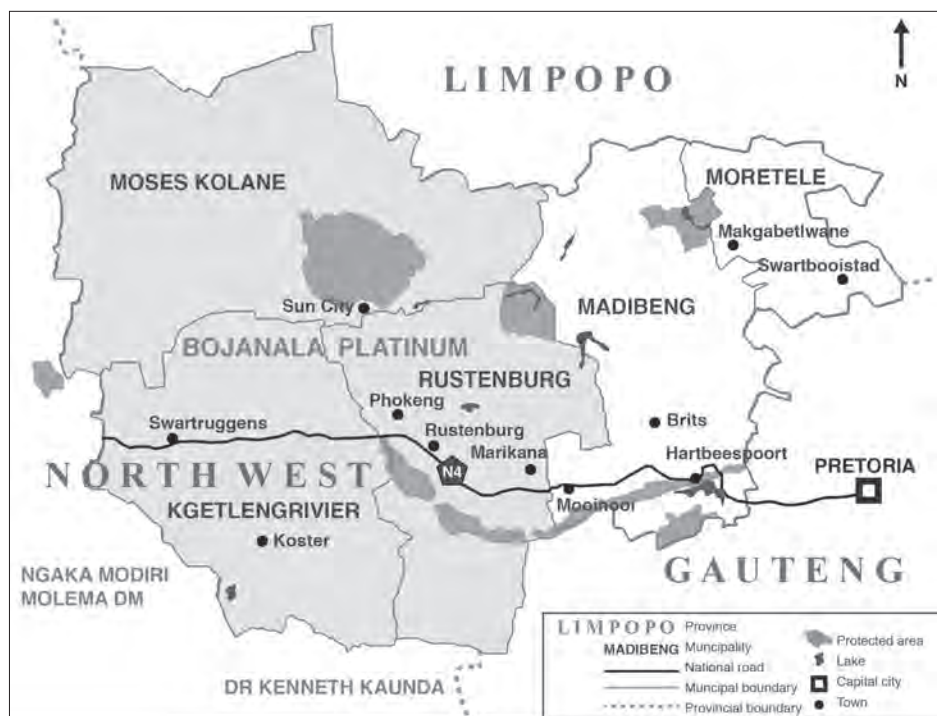 LIMPOPO
N
MOSES KOLANE
MORETELE
Makgabetlwane
Swartbooistad
Sun City
MADIBENG
BOJANALA PLATINUM
RUSTENBURG
Phokeng
Brits
Swartruggens
Rustenburg
Marikana
Hartbeespoort
N4
PRETORIA
NORTH WEST
Mooinooi
KGETLENGRIVIER
Koster
GAUTENG
NGAKA MODIRI
MOLEMA DM
DR KENNETH KAUNDA
LIMPOPO Province
MADIBENG Muncipality
National road
Muncipal boundary
Provincial boundary
Protected area
Lake
Capital city
Town